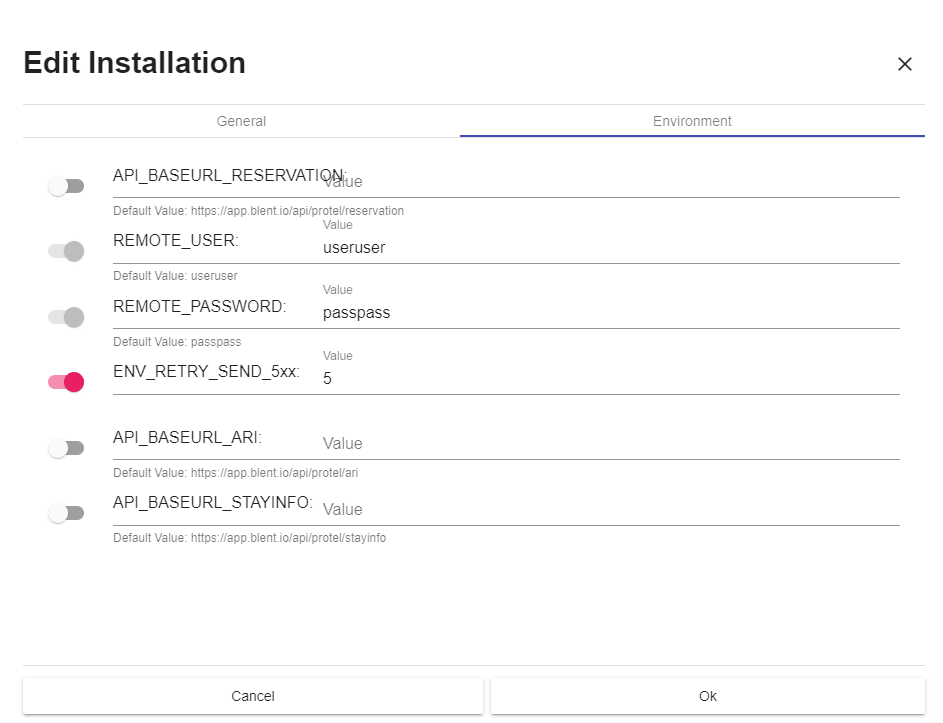 Edit Installation
General
Environment
API_BASEURL_RESERVATION:
Value
Default Value: https://app.blent.io/api/protel/reservation
Value
REMOTE_USER:
useruser
Default Value: useruser
Value
REMOTE_PASSWORD:
passpass
Default Value: passpass
Value
ENV_RETRY_SEND_5xx:
5
API_BASEURL_ARI:
Value
Default Value: https://app.blent.io/api/protel/ari
API_BASEURL_STAYINFO:
Value
Default Value: https://app.blent.io/api/protel/stayinfo
Cancel
Ok